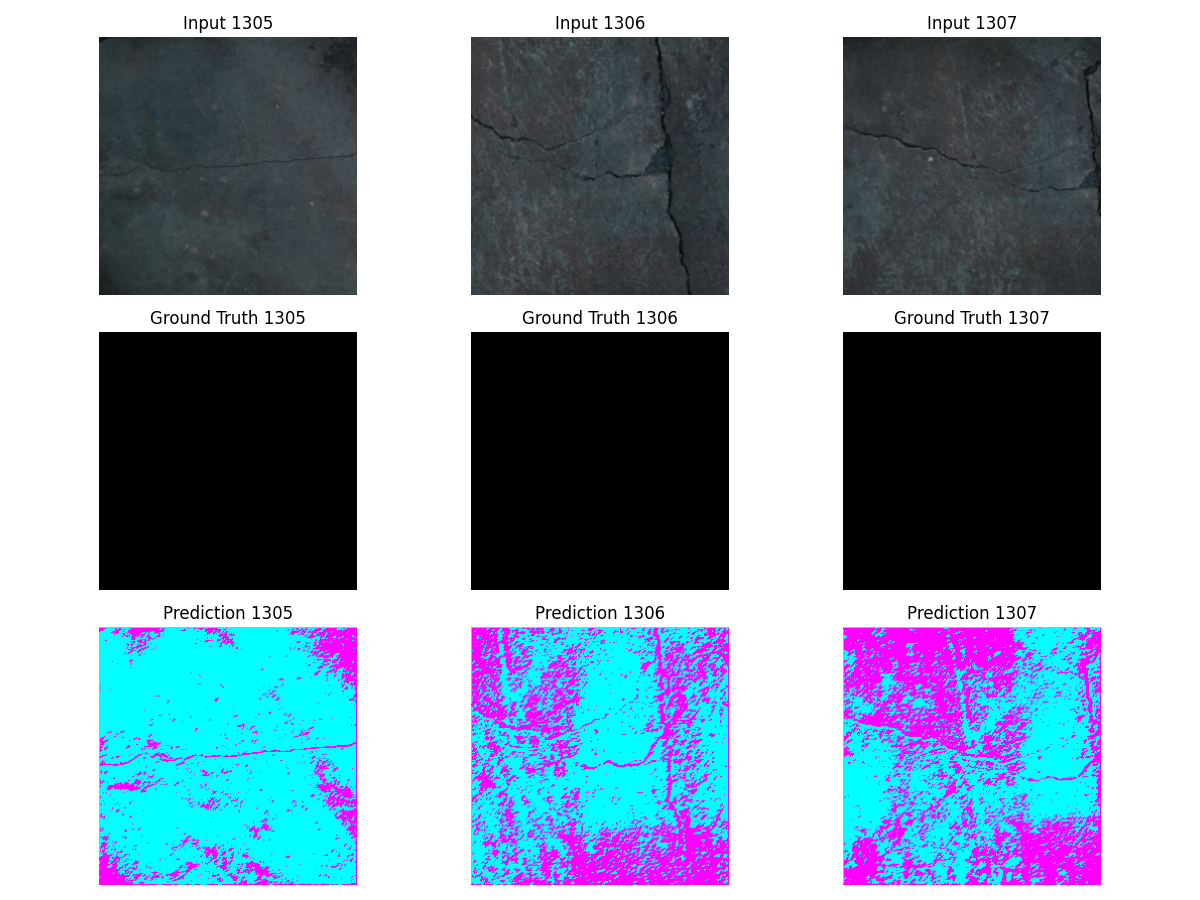 Input 1305
Input 1306
Input 1307
Ground Truth 1305
Ground Truth 1306
Ground Truth 1307
Prediction 1305
Prediction 1306
Prediction 1307